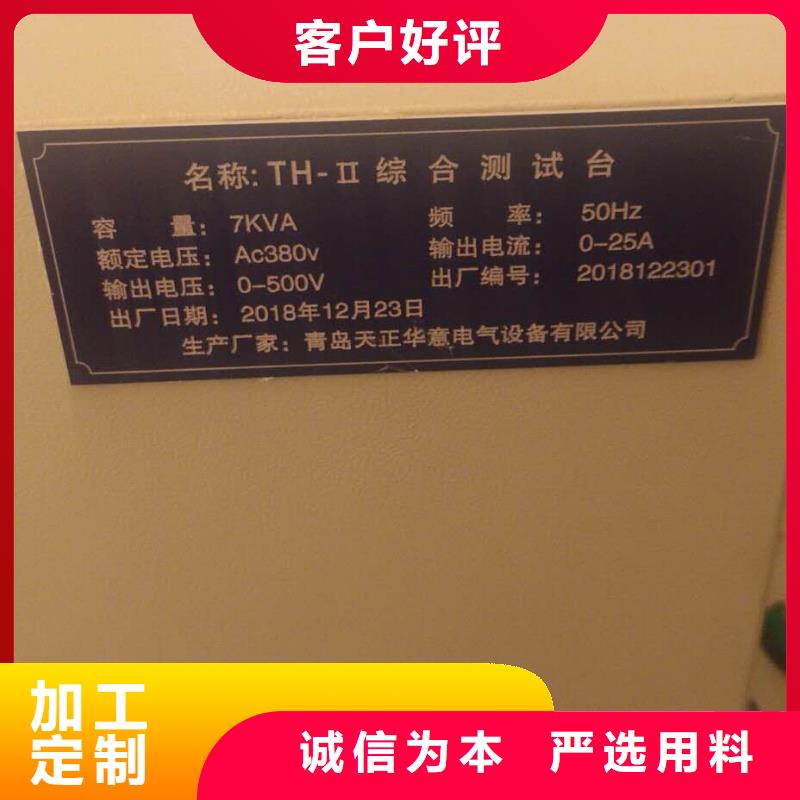 客户好评
名称: TH-Ⅱ 综合测试台
容量: 7KVA 频率: 50Hz
额定电压: Ac380v 输出电流: 0-25A
输出电压: 0-500V 出厂编号: 2018122301
出厂日期: 2018年12月23日
生产厂家: 青岛天正华意电气设备有限公司
加工
定制
诚信为本 严选用料